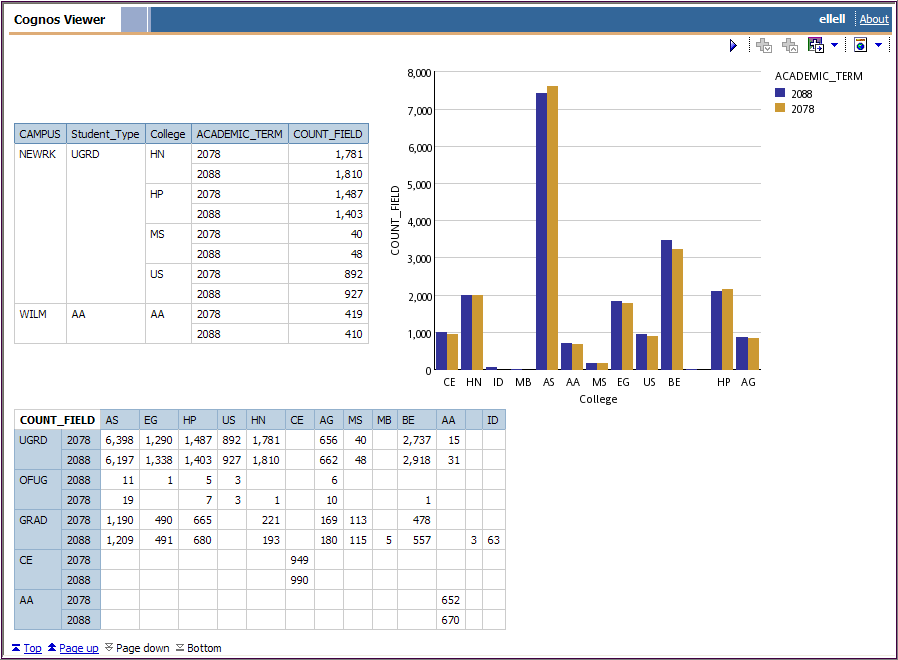 Cognos Viewer
ellell About
CAMPUS Student_Type College ACADEMIC_TERM COUNT_FIELD
NEWRK UGRD HN 2078 1,781
2088 1,810
HP 2078 1,487
2088 1,403
MS 2078 40
2088 48
US 2078 892
2088 927
WILM AA AA 2078 419
2088 410
8,000
7,000
6,000
5,000
4,000
3,000
2,000
1,000
0
COUNT_FIELD
CE HN ID MB AS AA MS EG US BE HP AG
College
ACADEMIC_TERM
2088
2078
COUNT_FIELD AS EG HP US HN CE AG MS MB BE AA ID
UGRD 2078 6,398 1,290 1,487 892 1,781 656 40 2,737 15
2088 6,197 1,338 1,403 927 1,810 662 48 2,918 31
OFUG 2088 11 1 5 3 6
2078 19 7 3 1 10 1
GRAD 2078 1,190 490 665 221 169 113 478
2088 1,209 491 680 193 180 115 5 557 3 63
CE 2078 949
2088 990
AA 2078 652
2088 670
Top Page up Page down Bottom